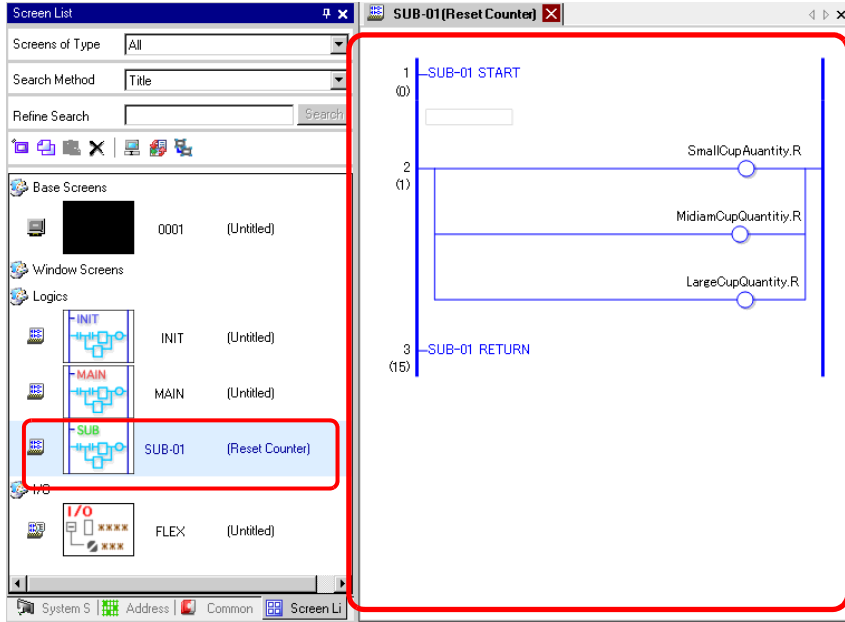 Screen List
Screens of Type All
Search Method Title
Refine Search Search
Base Screens
0001 (Untitled)
Window Screens
Logics
INIT
INIT (Untitled)
MAIN
MAIN (Untitled)
SUB
SUB-01 (Reset Counter)
I/O
I/O
****
***
FLEX (Untitled)
System S Address Common Screen Li
SUB-01(Reset Counter)
1 SUB-01 START
(0)
SmallCupAuantity.R
2
(1)
MidiamCupQuantitiy.R
LargeCupQuantity.R
3 SUB-01 RETURN
(15)